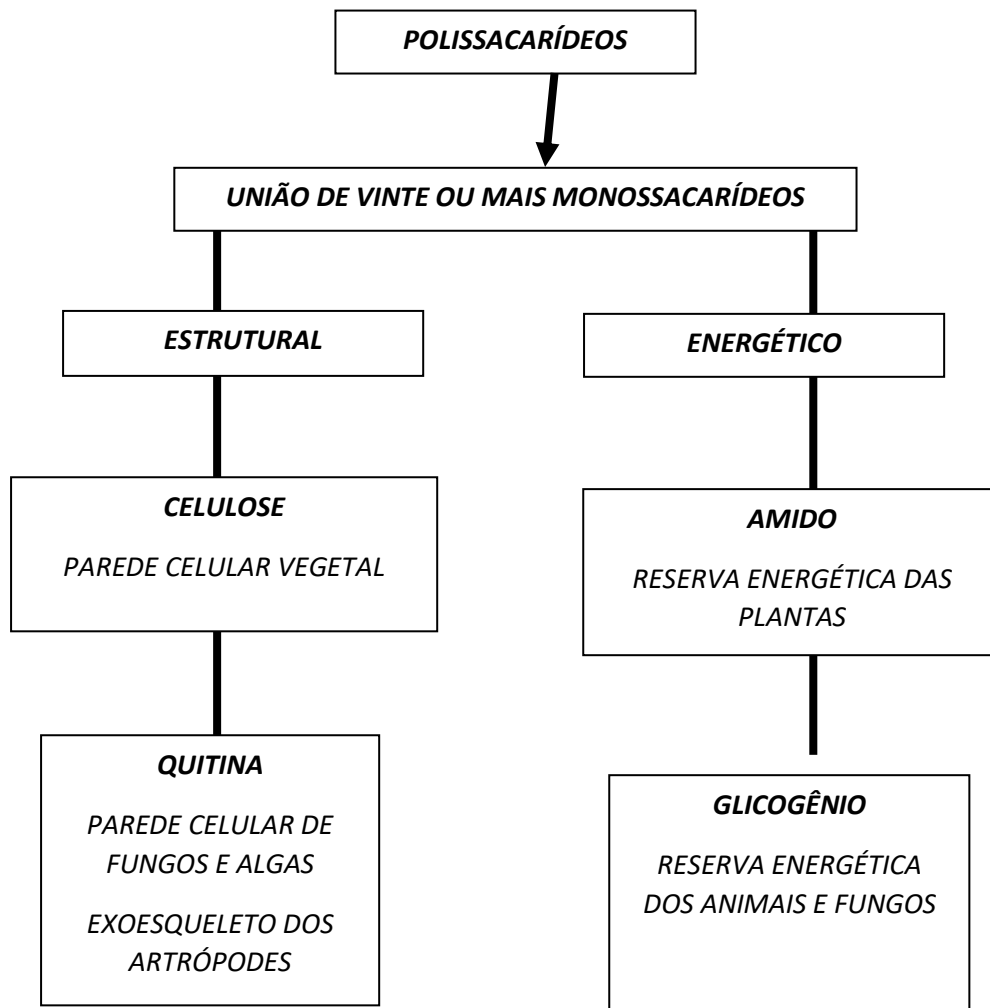 POLISSACARÍDEOS
UNIÃO DE VINTE OU MAIS MONOSSACARÍDEOS
ESTRUTURAL
ENERGÉTICO
CELULOSE
PAREDE CELULAR VEGETAL
AMIDO
RESERVA ENERGÉTICA DAS
PLANTAS
QUITINA
PAREDE CELULAR DE
FUNGOS E ALGAS
EXOESQUELETO DOS
ARTRÓPODES
GLICOGÊNIO
RESERVA ENERGÉTICA
DOS ANIMAIS E FUNGOS